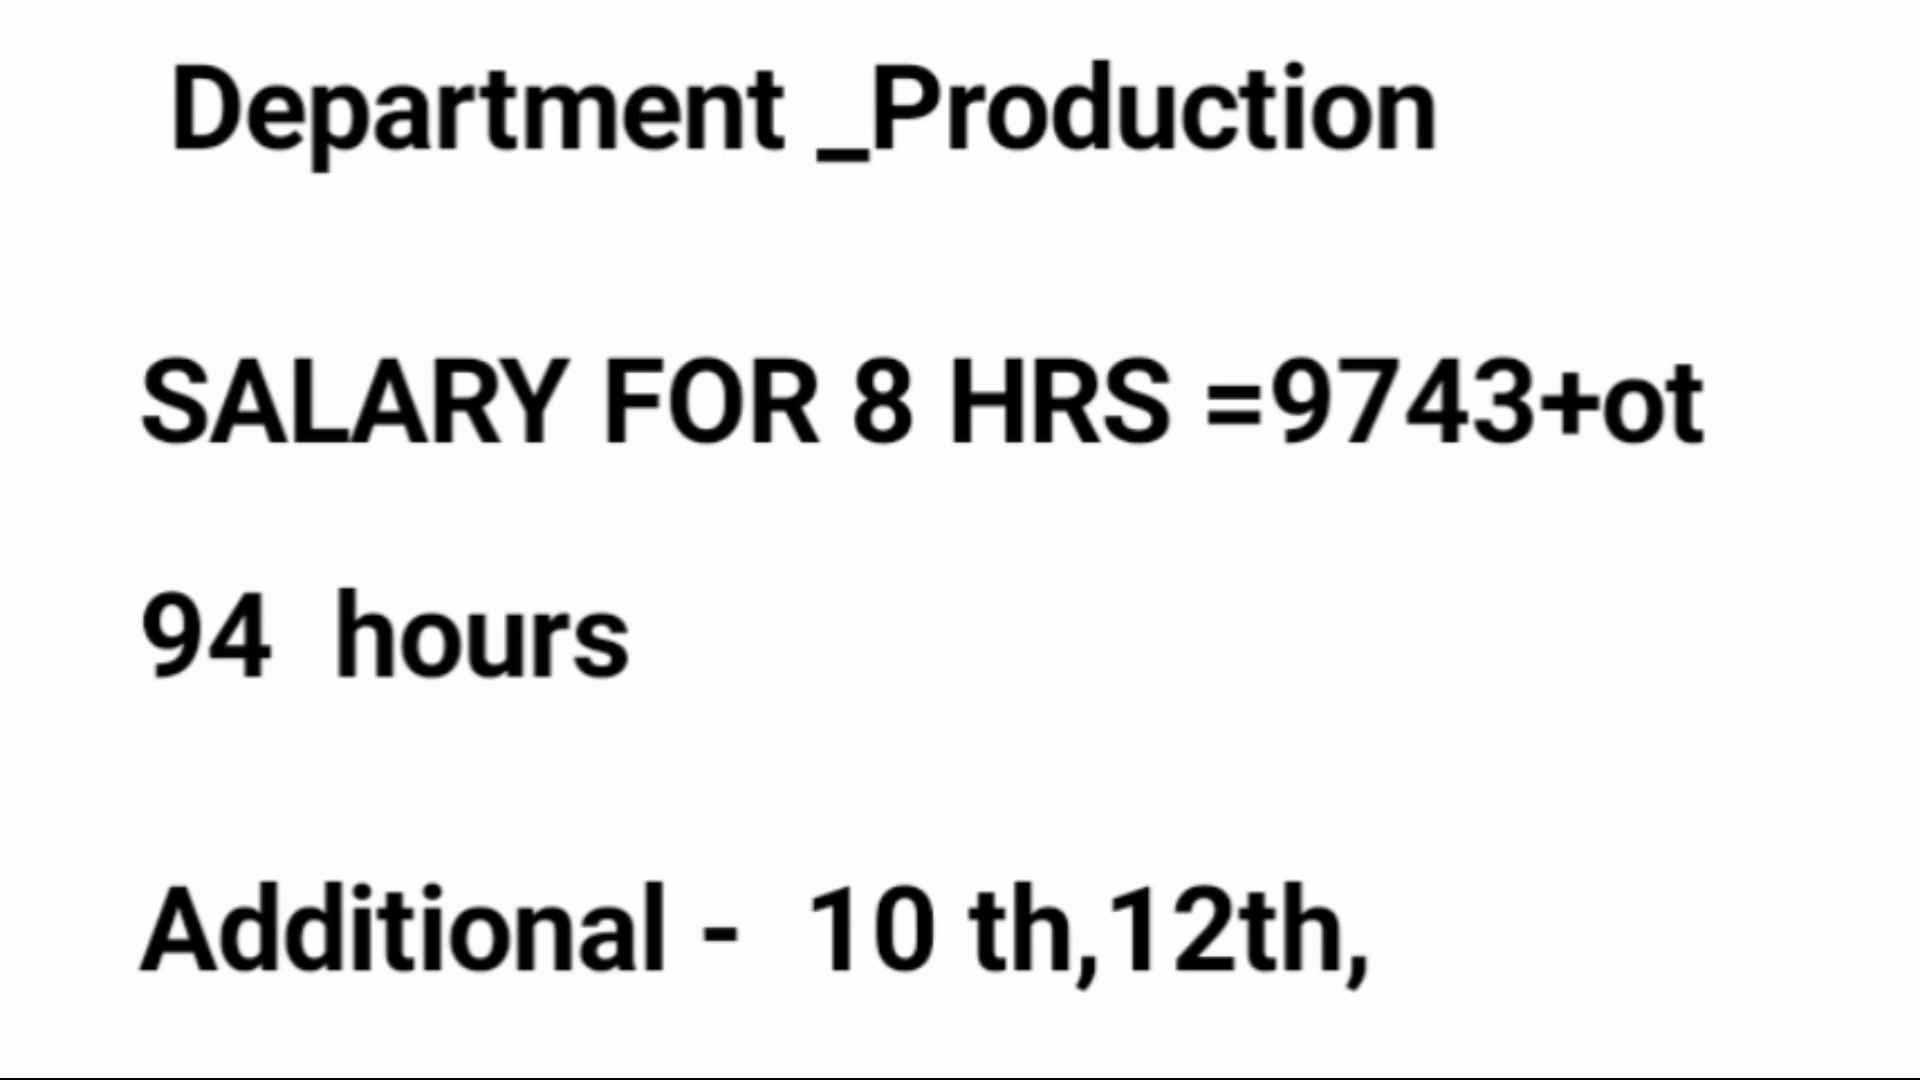 Department _Production
SALARY FOR 8 HRS =9743+ot
94  hours
Additional -  10 th,12th,